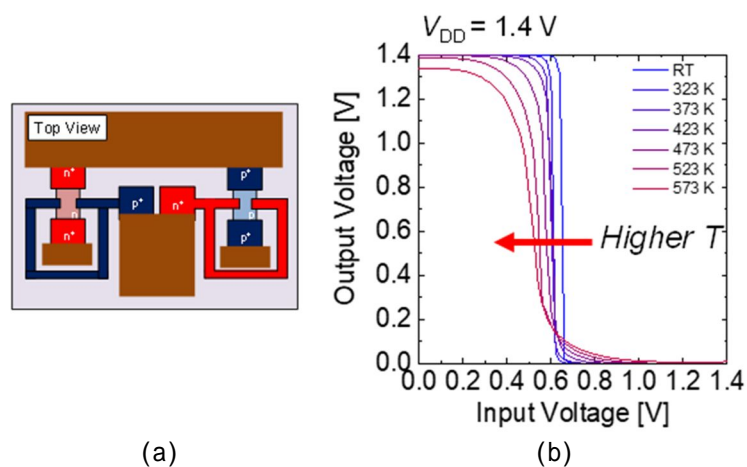 V_DD = 1.4 V
Top View
n⁺
p⁺
p⁺
n⁺
n⁺
p⁺
1.4
1.2
1.0
0.8
0.6
0.4
0.2
0.0
Output Voltage [V]
RT
323 K
373 K
423 K
473 K
523 K
573 K
Higher T
0.0 0.2 0.4 0.6 0.8 1.0 1.2 1.4
Input Voltage [V]
(a)
(b)